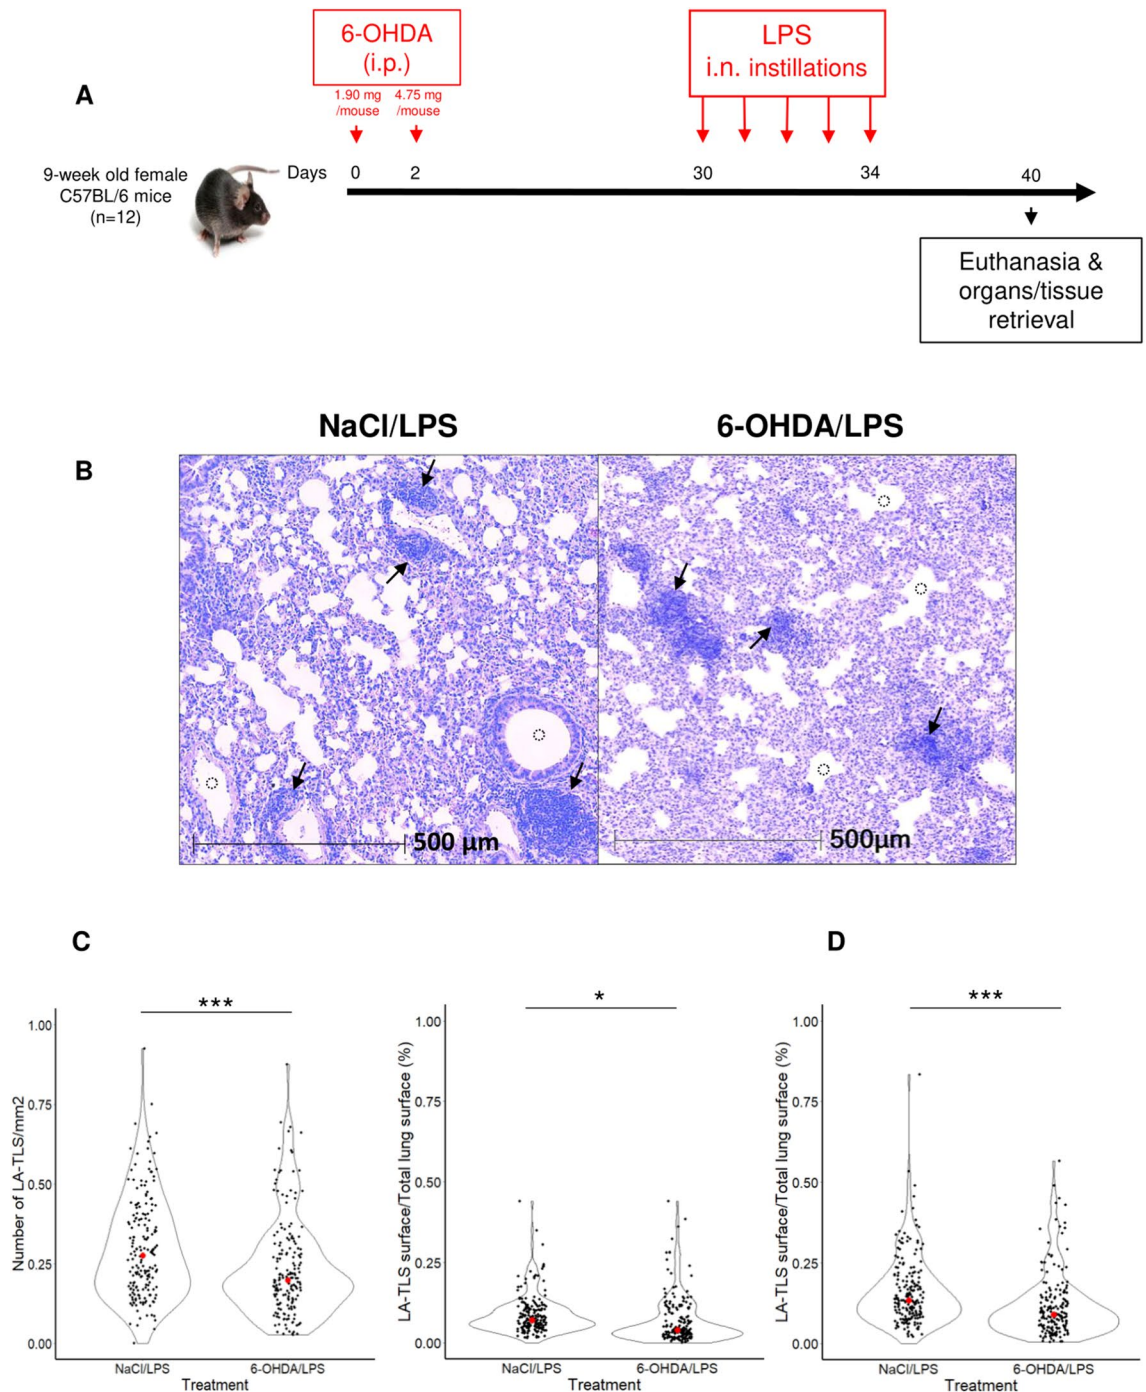 A
6-OHDA
(i.p.)
1.90 mg
/mouse
4.75 mg
/mouse
LPS
i.n. instillations
9-week old female
C57BL/6 mice
(n=12)
Days
0
2
30
34
40
Euthanasia &
organs/tissue
retrieval
NaCl/LPS
6-OHDA/LPS
B
500 μm
500μm
C
***
Number of LA-TLS/mm2
1.00
0.75
0.50
0.25
0.00
NaCl/LPS
6-OHDA/LPS
Treatment
*
LA-TLS surface/Total lung surface (%)
1.00
0.75
0.50
0.25
0.00
NaCl/LPS
6-OHDA/LPS
Treatment
D
***
LA-TLS surface/Total lung surface (%)
1.00
0.75
0.50
0.25
0.00
NaCl/LPS
6-OHDA/LPS
Treatment